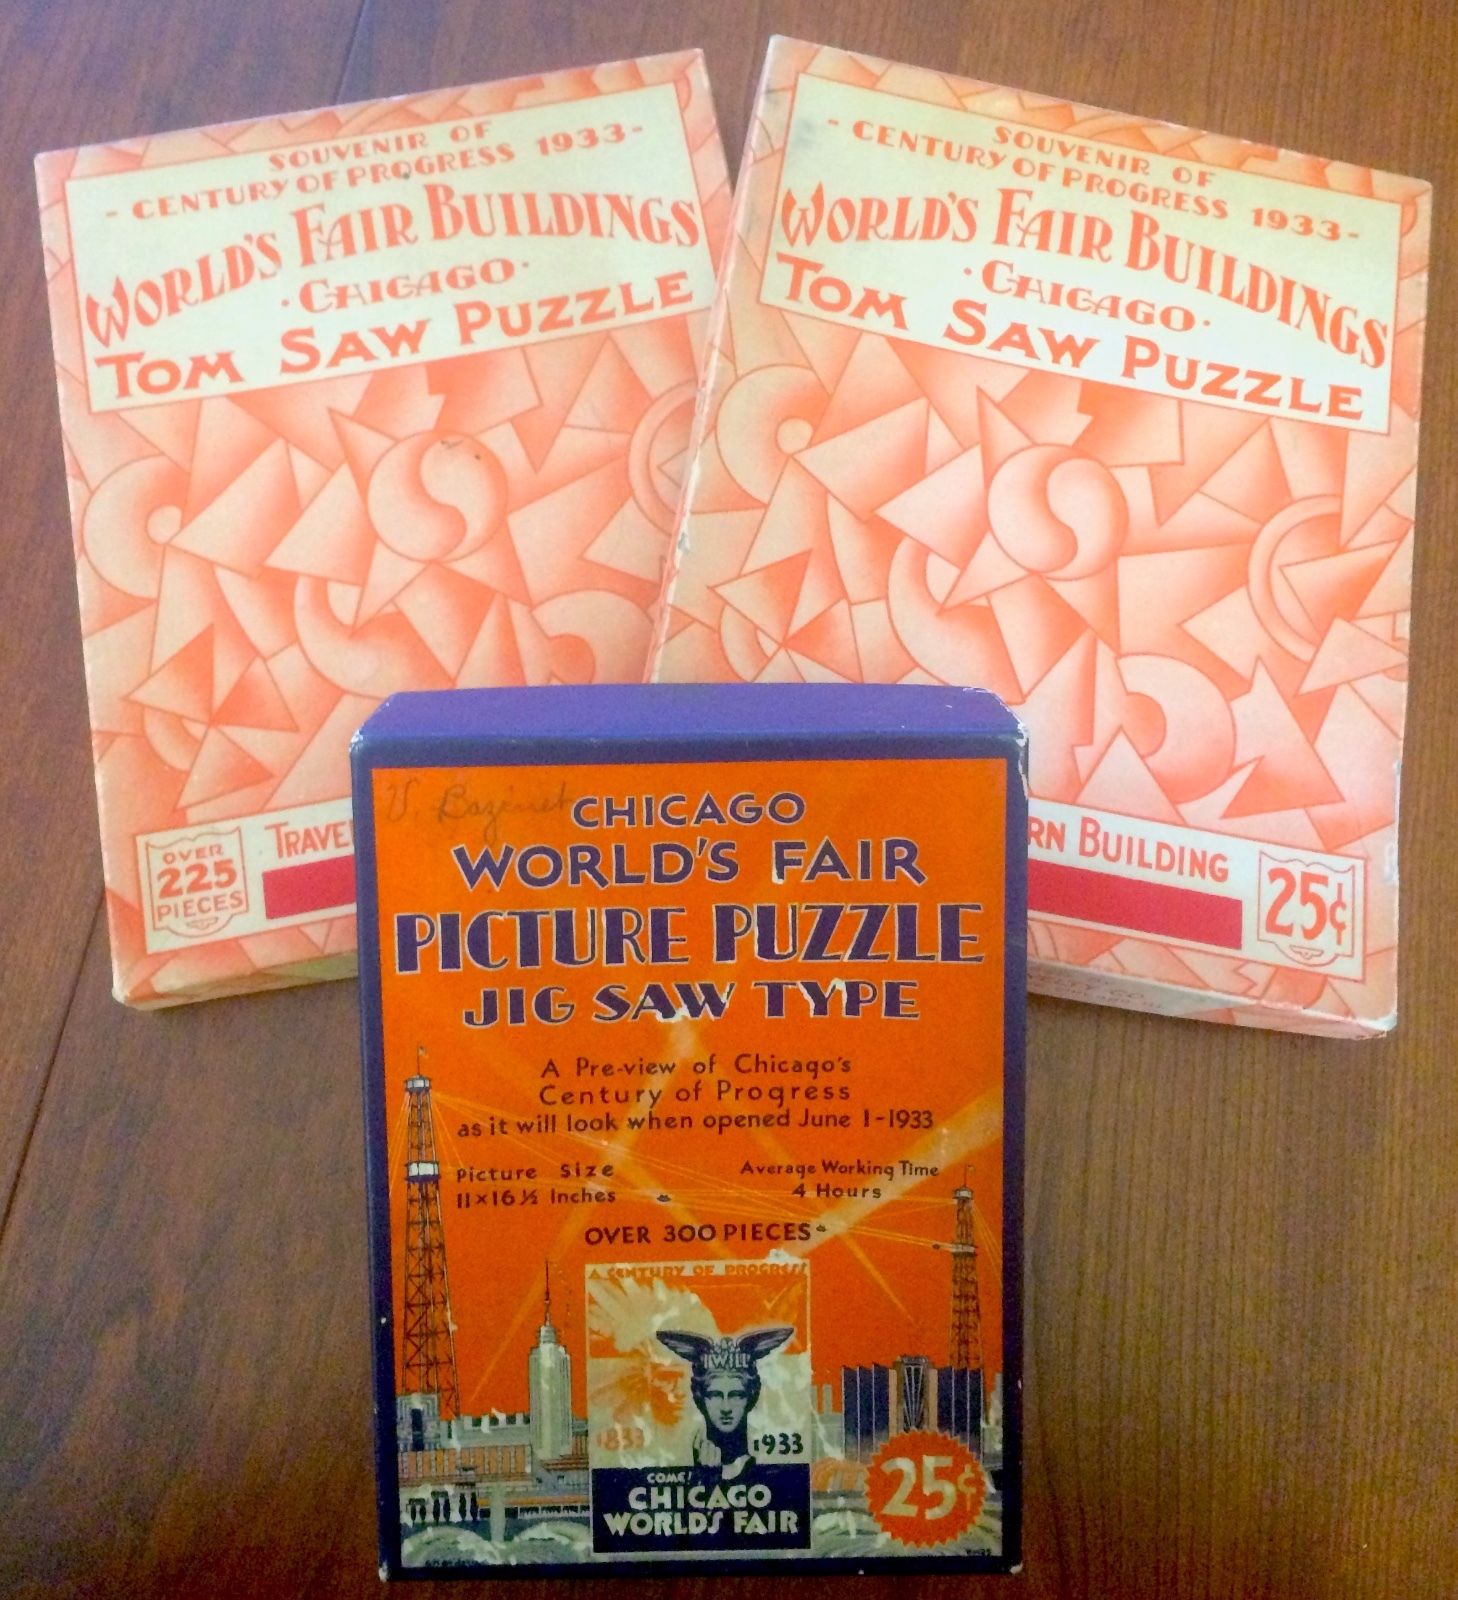 SOUVENIR OF
- CENTURY OF PROGRESS 1933 -
WORLD'S FAIR BUILDINGS
· CHICAGO ·
TOM SAW PUZZLE
OVER
225
PIECES
TRAVE
SOUVENIR OF
- CENTURY OF PROGRESS 1933 -
WORLD'S FAIR BUILDINGS
· CHICAGO ·
TOM SAW PUZZLE
RN BUILDING
25¢
V. Bazinet
CHICAGO
WORLD'S FAIR
PICTURE PUZZLE
JIG SAW TYPE
A Pre-view of Chicago's
Century of Progress
as it will look when opened June 1-1933
Picture Size
11 x 16 ½ Inches
Average Working Time
4 Hours
OVER 300 PIECES
A CENTURY OF PROGRESS
I WILL
1833
1933
COME!
CHICAGO
WORLD'S FAIR
25¢